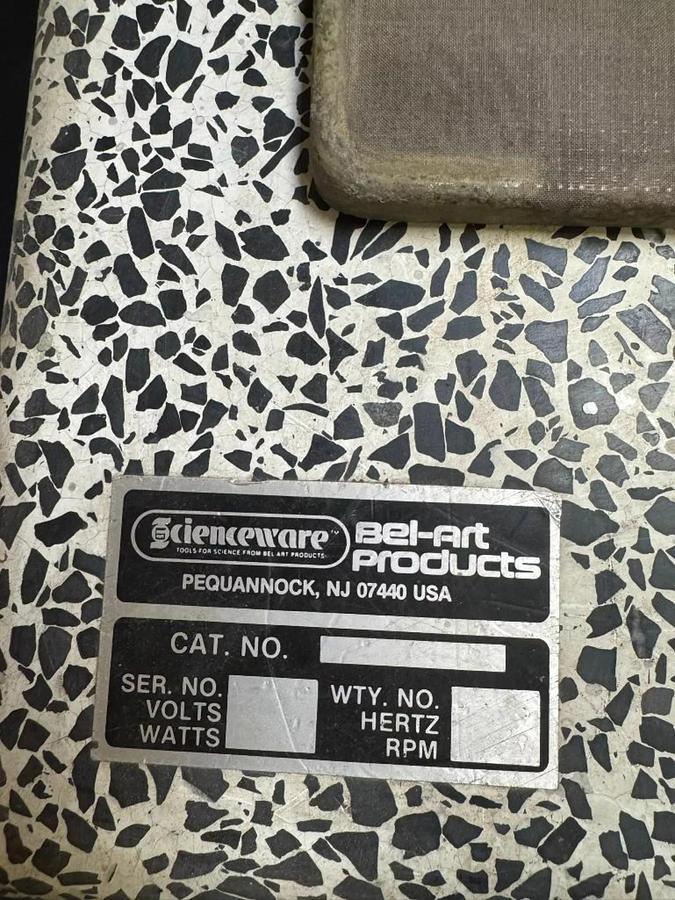 Scienceware™
TOOLS FOR SCIENCE FROM BEL-ART PRODUCTS
Bel-Art
Products
PEQUANNOCK, NJ 07440 USA
CAT. NO.
SER. NO.
VOLTS
WATTS
WTY. NO.
HERTZ
RPM